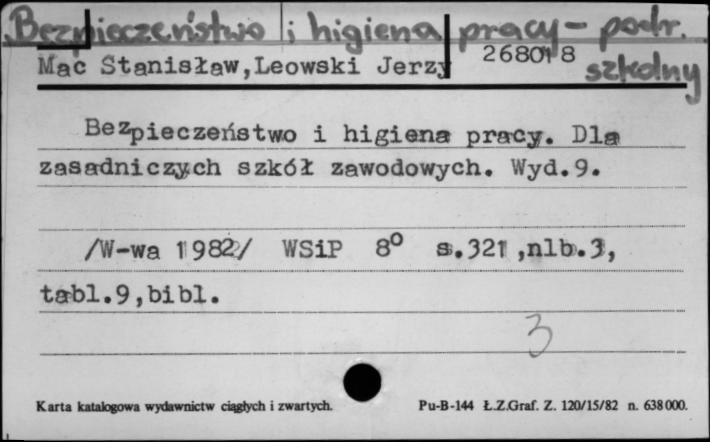 Bezpieczeństwo i higiena pracy - podr. szkolny
Mac Stanisław,Leowski Jerzy 268018
Bezpieczeństwo i higiena pracy. Dla
zasadniczych szkół zawodowych. Wyd.9.
/W-wa 1982/ WSiP 8° s.321,nlb.3,
tabl.9,bibl.
3
Karta katalogowa wydawnictw ciągłych i zwartych. Pu-B-144 Ł.Z.Graf. Z. 120/15/82 n. 638000.